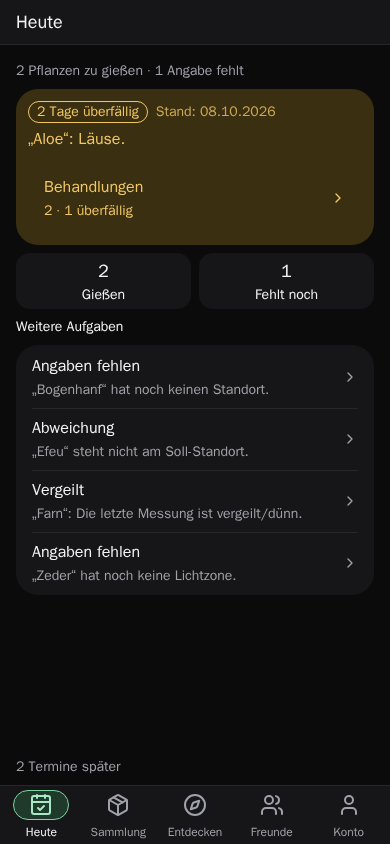 Heute
2 Pflanzen zu gießen · 1 Angabe fehlt
2 Tage überfällig Stand: 08.10.2026
„Aloe“: Läuse.
Behandlungen
2 · 1 überfällig
2
Gießen
1
Fehlt noch
Weitere Aufgaben
Angaben fehlen
„Bogenhanf“ hat noch keinen Standort.
Abweichung
„Efeu“ steht nicht am Soll-Standort.
Vergeilt
„Farn“: Die letzte Messung ist vergeilt/dünn.
Angaben fehlen
„Zeder“ hat noch keine Lichtzone.
2 Termine später
Heute
Sammlung
Entdecken
Freunde
Konto